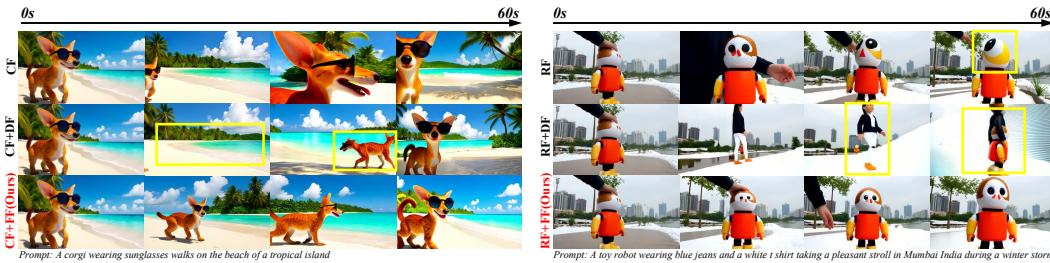 0s 60s
CF
CF+DF
CF+FF(Ours)
Prompt: A corgi wearing sunglasses walks on the beach of a tropical island
0s 60s
RF
RF+DF
RF+FF(Ours)
Prompt: A toy robot wearing blue jeans and a white t shirt taking a pleasant stroll in Mumbai India during a winter storm